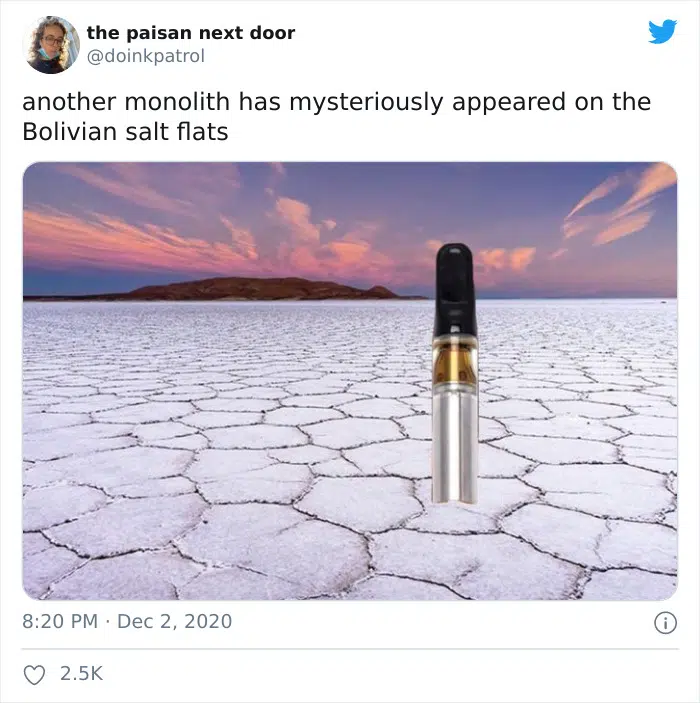 the paisan next door
@doinkpatrol
another monolith has mysteriously appeared on the
Bolivian salt flats
8:20 PM · Dec 2, 2020
2.5K